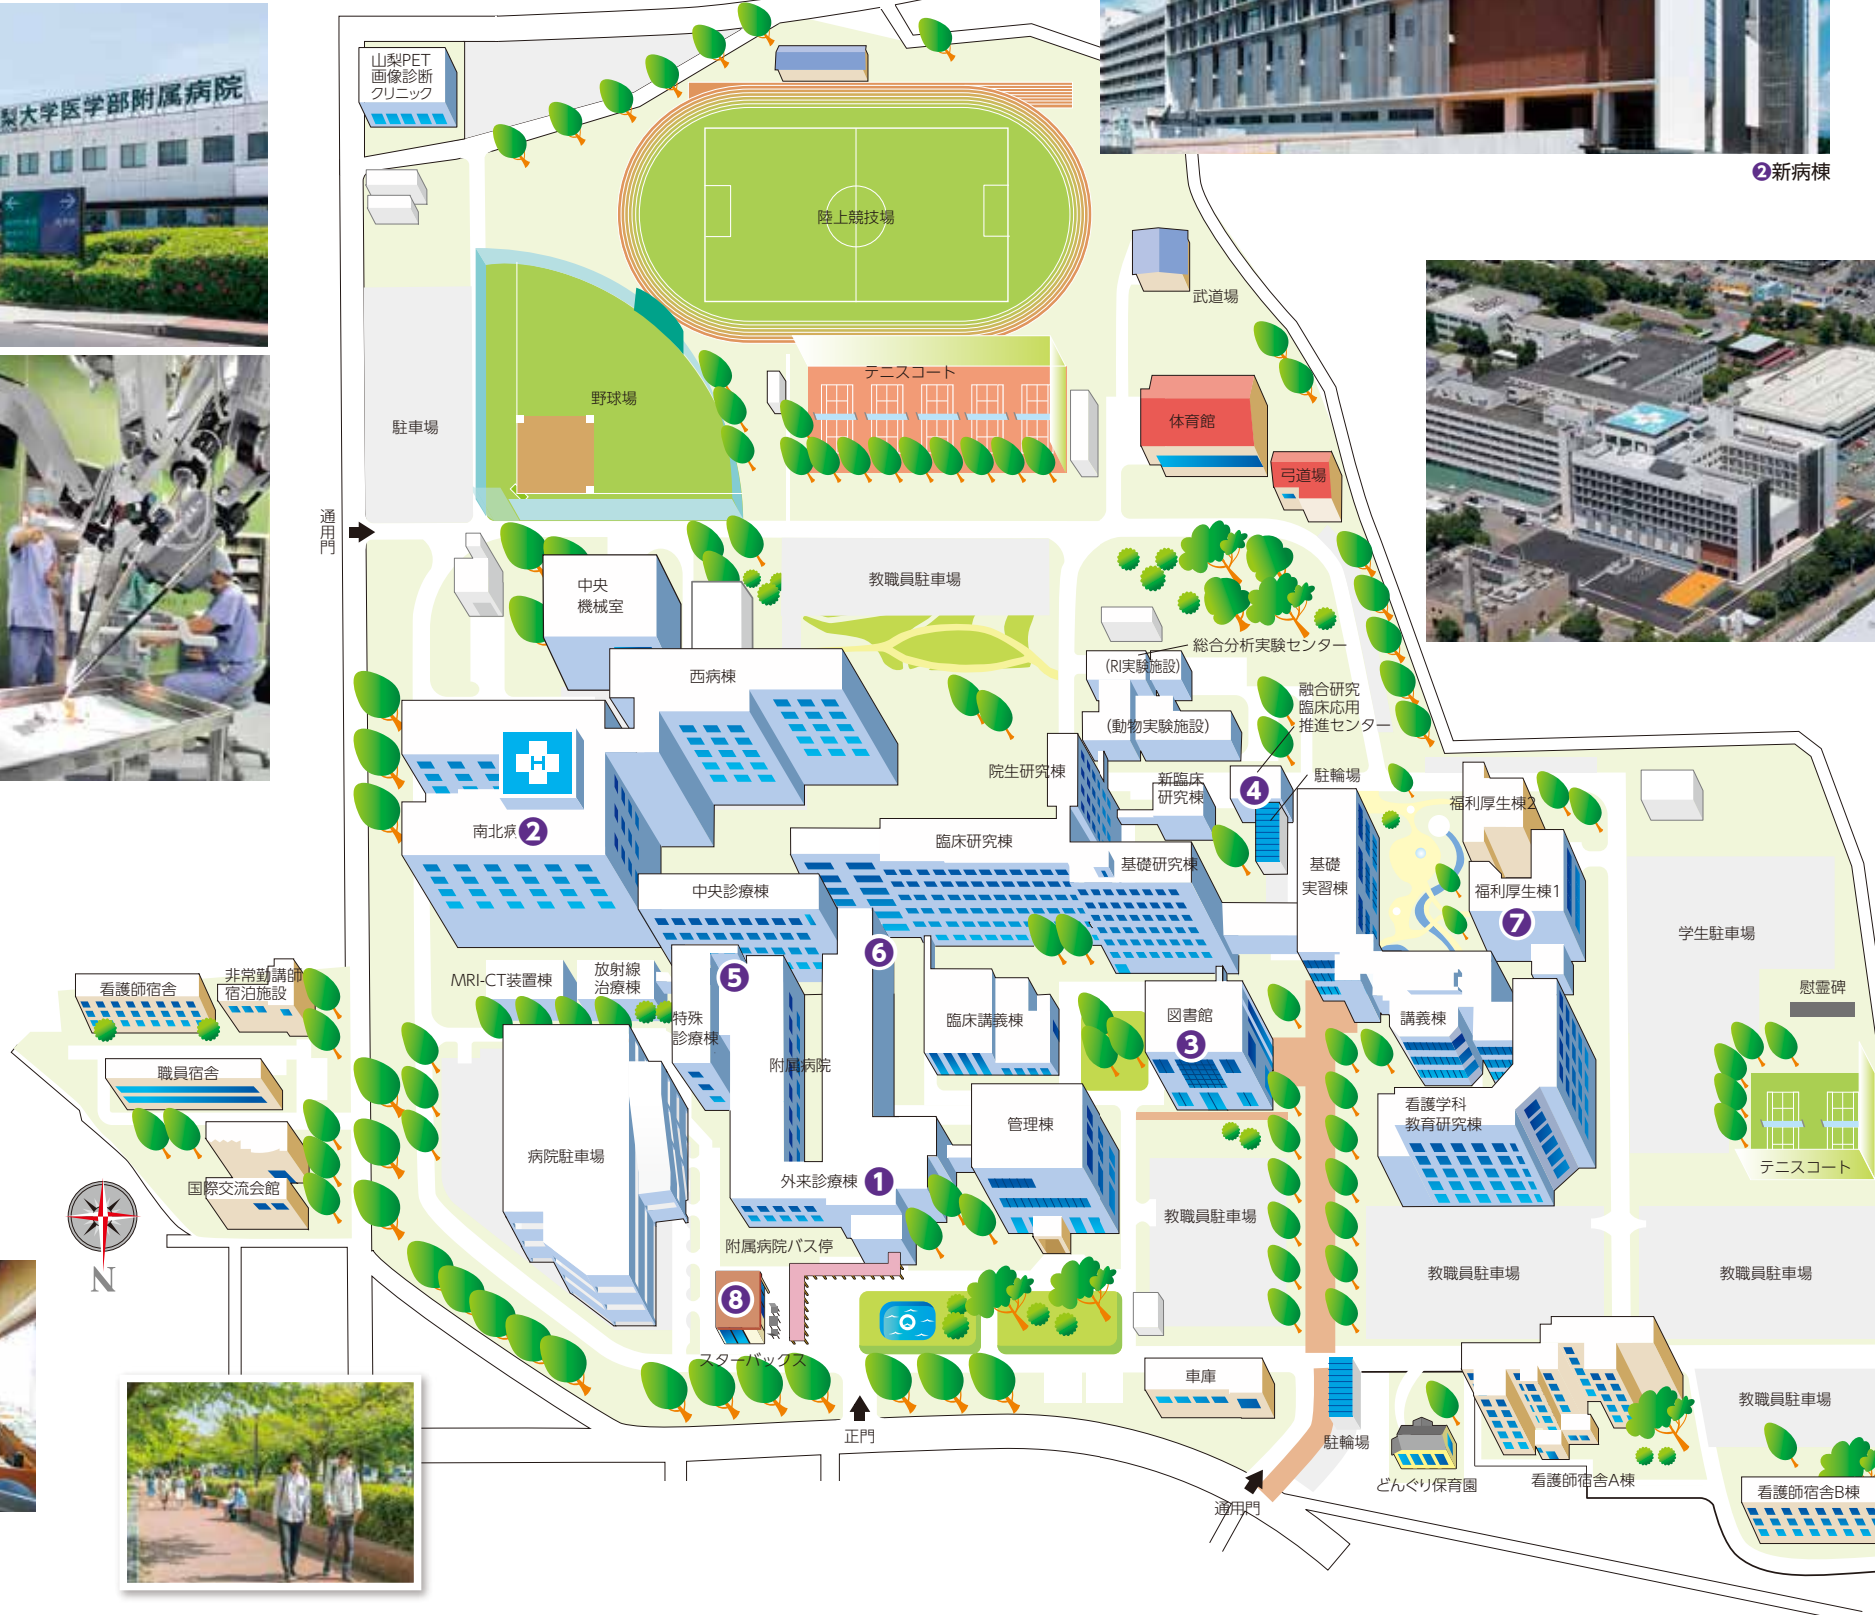 山梨PET
画像診断
クリニック
梨大学医学部附属病院
❷新病棟
陸上競技場
武道場
テニスコート
野球場
駐車場
体育館
弓道場
通用門
中央
機械室
教職員駐車場
総合分析実験センター
(RI実験施設)
西病棟
融合研究
臨床応用
推進センター
(動物実験施設)
H
院生研究棟
新臨床
研究棟
❹
駐輪場
福利厚生棟2
南北病
❷
臨床研究棟
基礎研究棟
基礎
実習棟
中央診療棟
福利厚生棟1
❼
学生駐車場
❻
❺
MRI-CT装置棟
放射線
治療棟
看護師宿舎
非常勤講師
宿泊施設
慰霊碑
特殊
診療棟
臨床講義棟
図書館
❸
講義棟
職員宿舎
附属病院
看護学科
教育研究棟
管理棟
病院駐車場
テニスコート
国際交流会館
外来診療棟
❶
教職員駐車場
附属病院バス停
教職員駐車場
教職員駐車場
N
❽
スターバックス
車庫
教職員駐車場
正門
駐輪場
どんぐり保育園
看護師宿舎A棟
看護師宿舎B棟
通用門